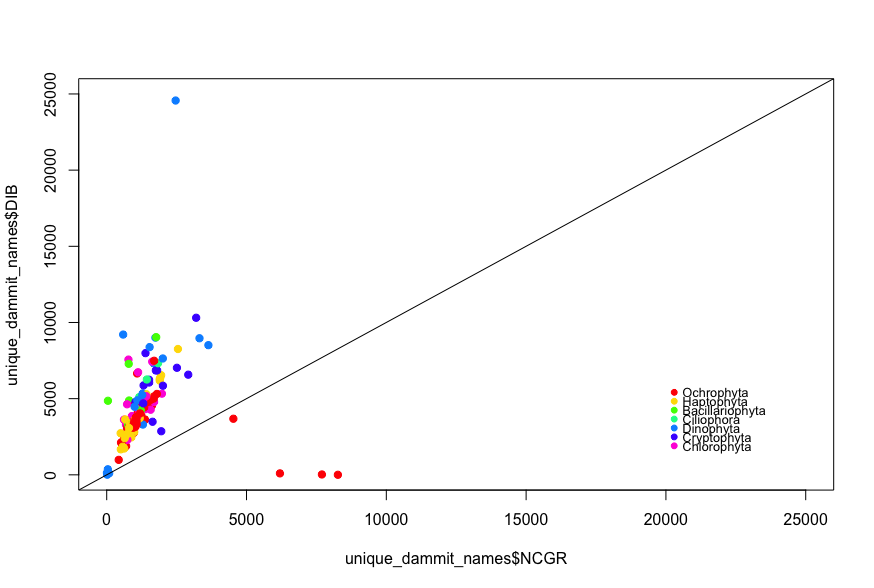 unique_dammit_names$DIB
25000
20000
15000
10000
5000
0
Ochrophyta
Haptophyta
Bacillariophyta
Ciliophora
Dinophyta
Cryptophyta
Chlorophyta
0 5000 10000 15000 20000 25000
unique_dammit_names$NCGR